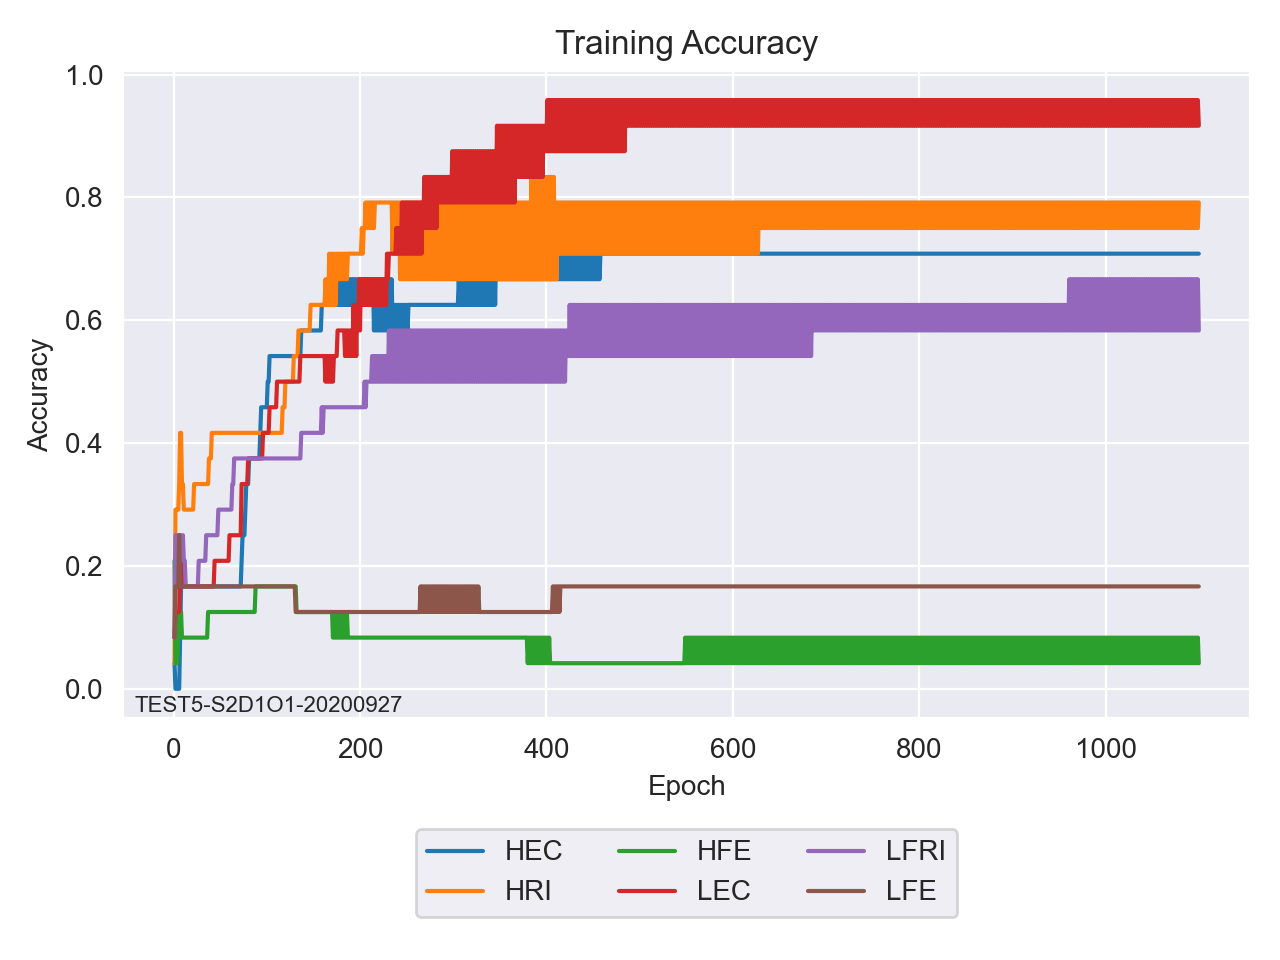 Training Accuracy
1.0
0.8
0.6
0.4
0.2
0.0
Accuracy
TEST5-S2D1O1-20200927
0 200 400 600 800 1000
Epoch
HEC HFE LFRI
HRI LEC LFE